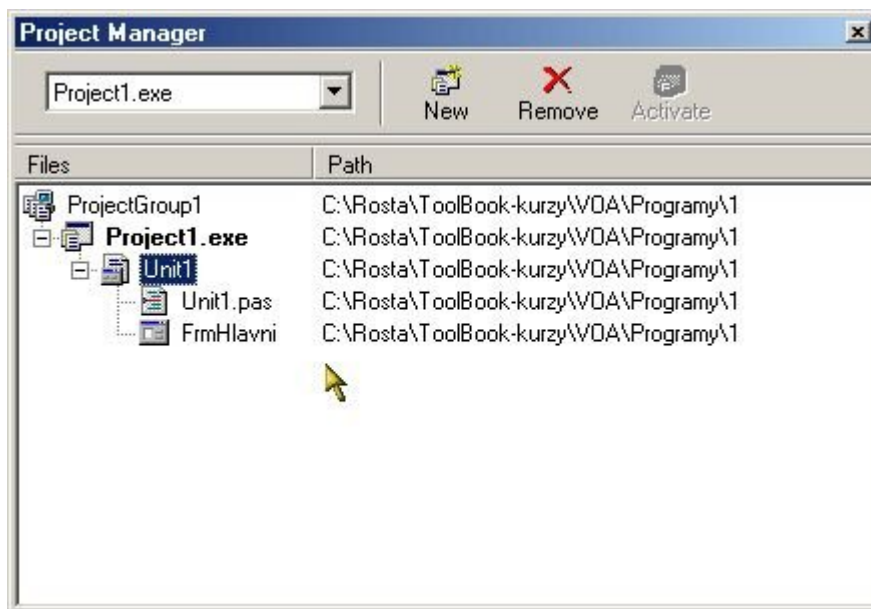 Project Manager
Project1.exe
New Remove Activate
Files Path
ProjectGroup1 C:\Rosta\ToolBook-kurzy\VOA\Programy\1
Project1.exe C:\Rosta\ToolBook-kurzy\VOA\Programy\1
Unit1 C:\Rosta\ToolBook-kurzy\VOA\Programy\1
Unit1.pas C:\Rosta\ToolBook-kurzy\VOA\Programy\1
FrmHlavni C:\Rosta\ToolBook-kurzy\VOA\Programy\1